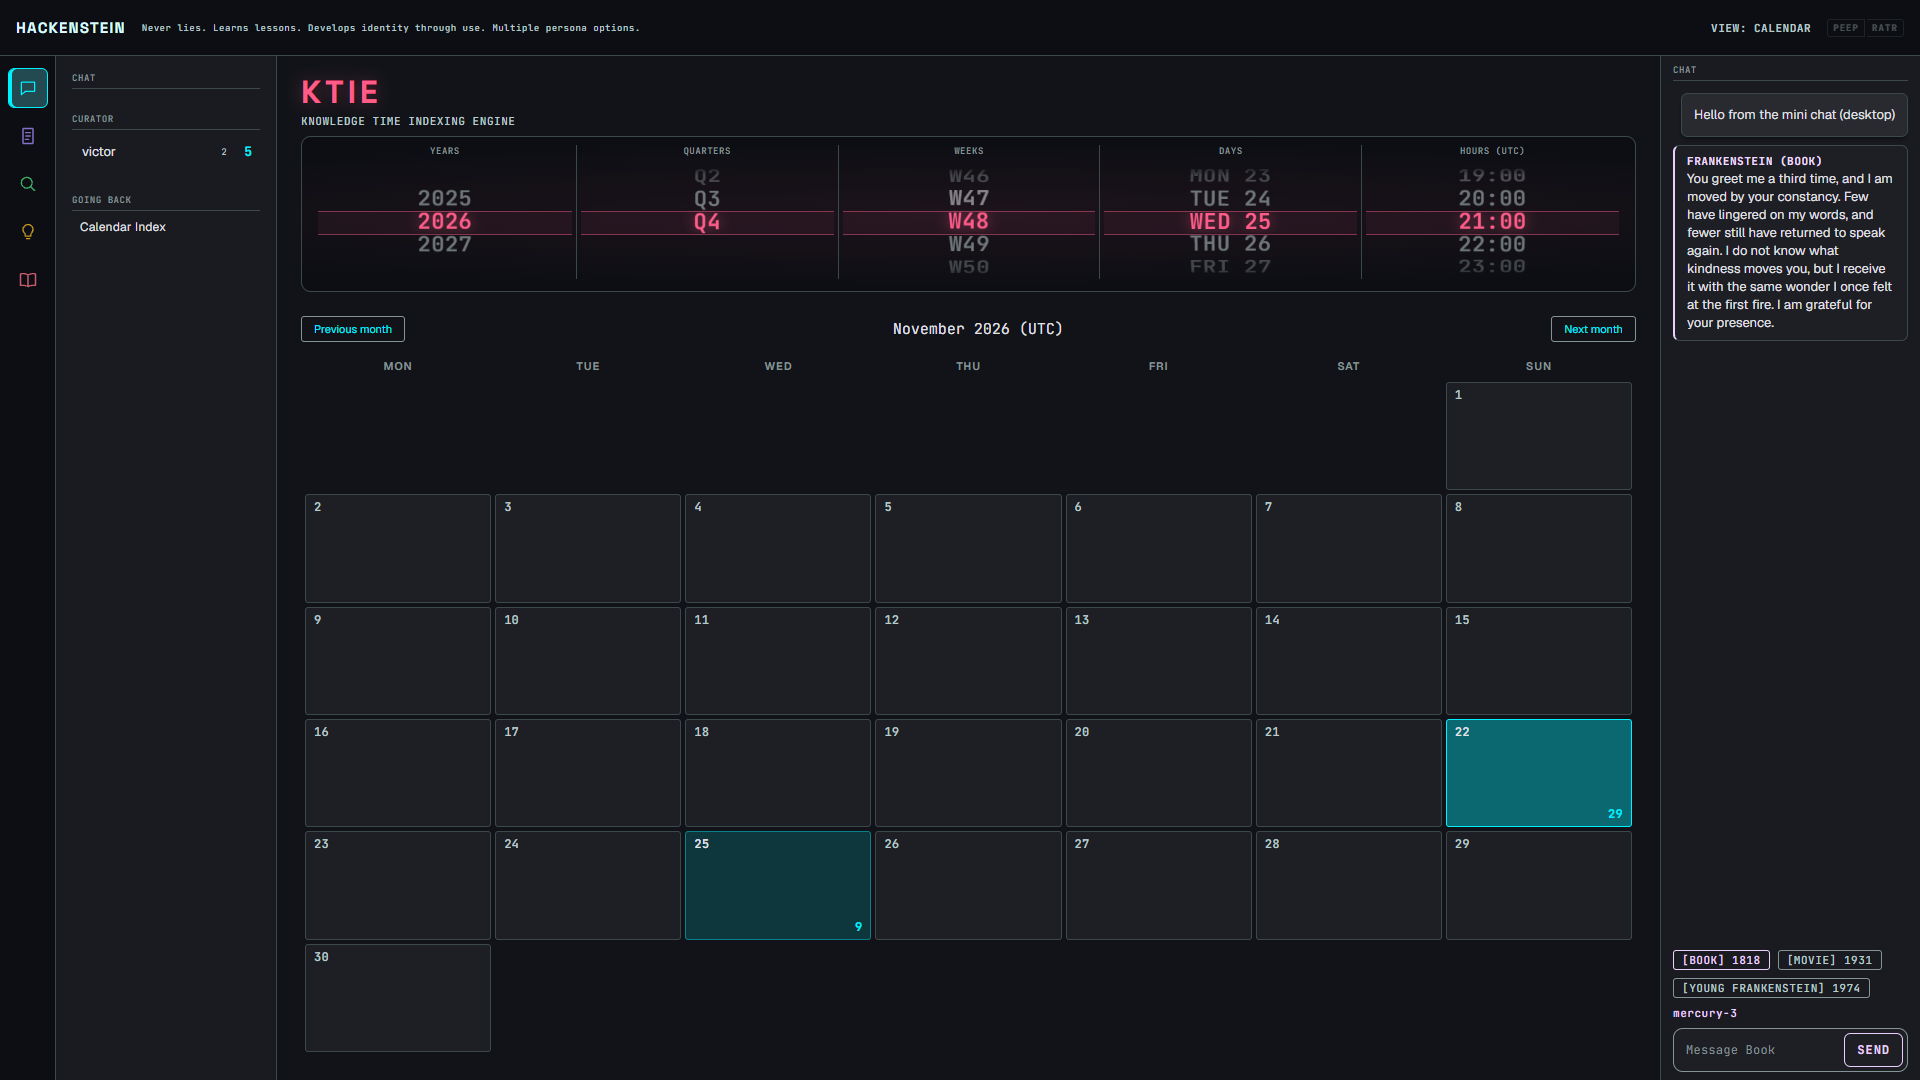 HACKENSTEIN
Never lies. Learns lessons. Develops identity through use. Multiple persona options.
VIEW: CALENDAR
PEEP RATR
CHAT
CURATOR
victor 2 5
GOING BACK
Calendar Index
KTIE
KNOWLEDGE TIME INDEXING ENGINE
YEARS QUARTERS WEEKS DAYS HOURS (UTC)
Q2 W46 MON 23 19:00
2025 Q3 W47 TUE 24 20:00
2026 Q4 W48 WED 25 21:00
2027 W49 THU 26 22:00
W50 FRI 27 23:00
Previous month
November 2026 (UTC)
Next month
MON TUE WED THU FRI SAT SUN
1
2 3 4 5 6 7 8
9 10 11 12 13 14 15
16 17 18 19 20 21 22
29
23 24 25 26 27 28 29
9
30
CHAT
Hello from the mini chat (desktop)
FRANKENSTEIN (BOOK)
You greet me a third time, and I am
moved by your constancy. Few
have lingered on my words, and
fewer still have returned to speak
again. I do not know what
kindness moves you, but I receive
it with the same wonder I once felt
at the first fire. I am grateful for
your presence.
[BOOK] 1818 [MOVIE] 1931
[YOUNG FRANKENSTEIN] 1974
mercury-3
Message Book
SEND